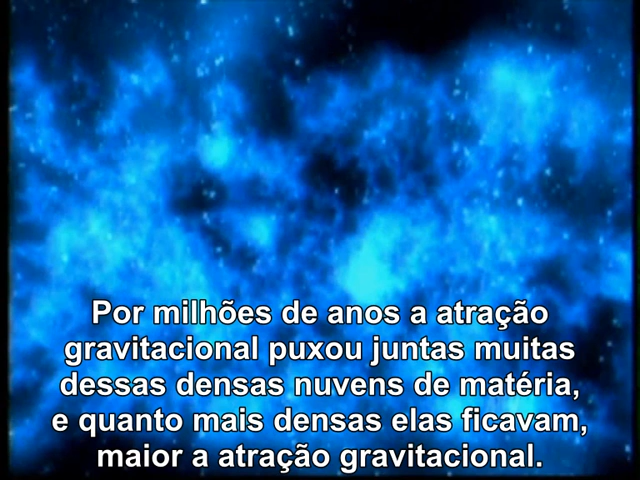 Por milhões de anos a atração
gravitacional puxou juntas muitas
dessas densas nuvens de matéria,
e quanto mais densas elas ficavam,
maior a atração gravitacional.